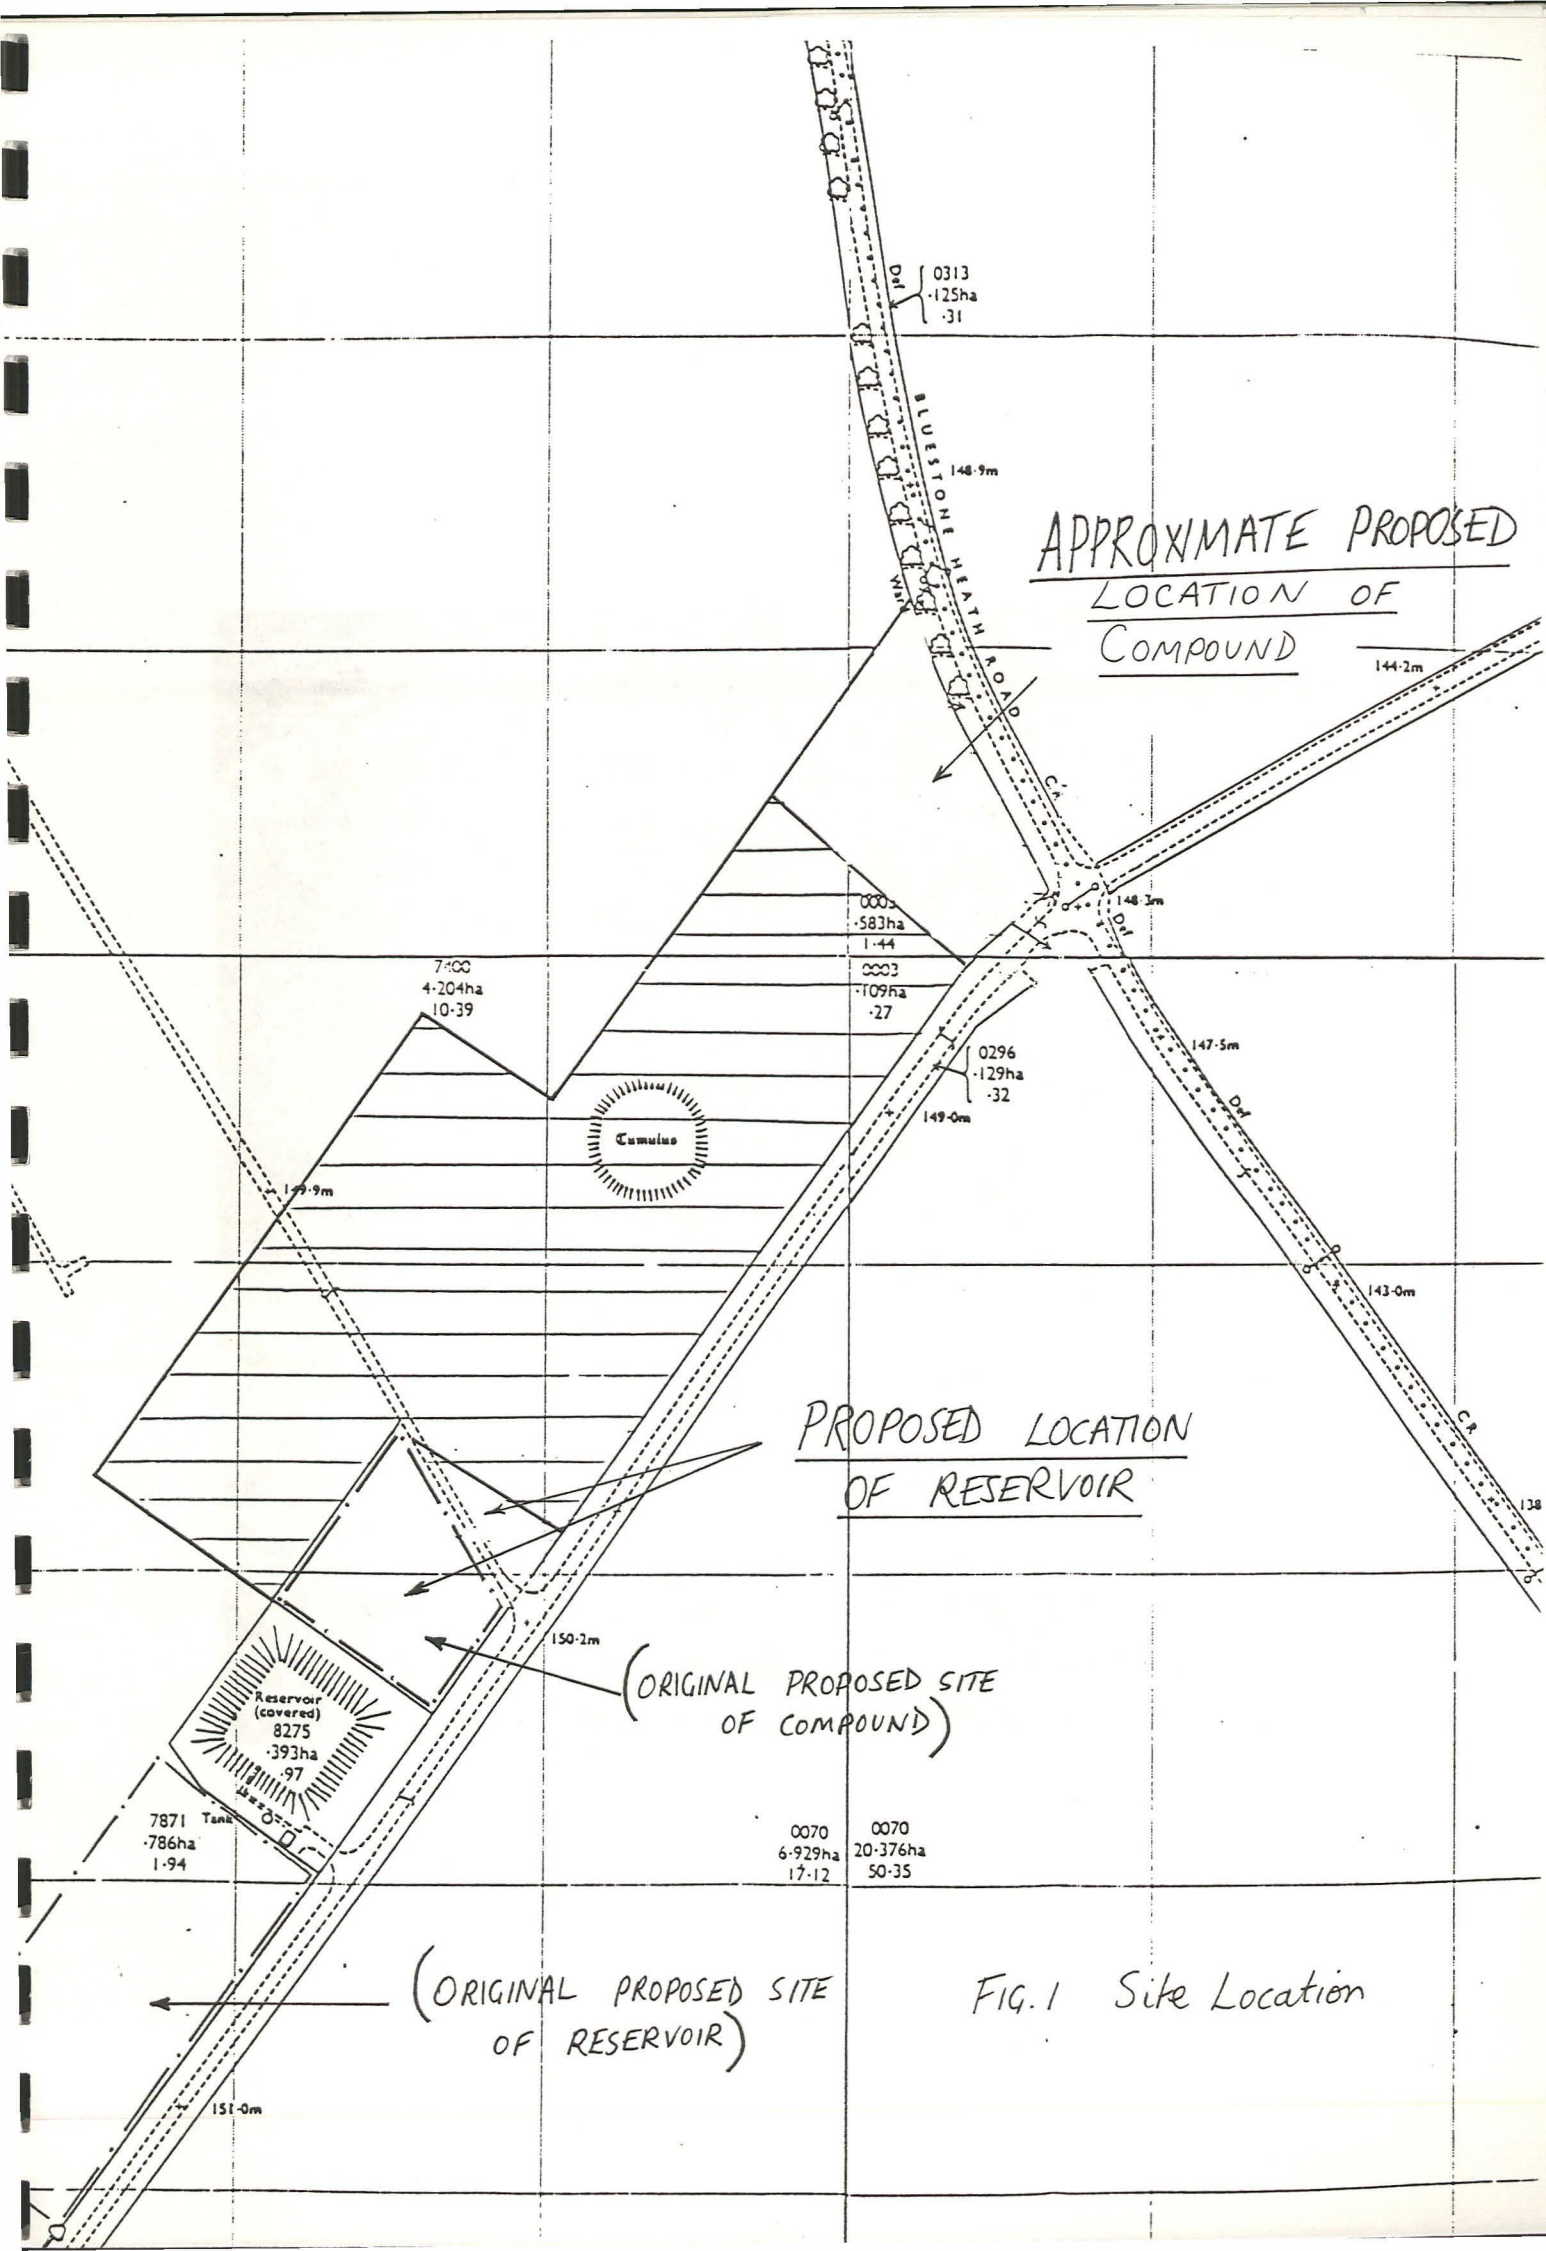 0313
·125ha
·31
Def
BLUESTONE HEATH ROAD
148·9m
APPROXIMATE PROPOSED
LOCATION OF
COMPOUND
144·2m
148·3m
Def
0003
·583ha
1·44
7400
4·204ha
10·39
0003
·109ha
·27
147·5m
0296
·129ha
·32
149·0m
Def
Tumulus
149·9m
143·0m
CR
PROPOSED LOCATION
OF RESERVOIR
138
150·2m
(ORIGINAL PROPOSED SITE
OF COMPOUND)
Reservoir
(covered)
8275
·393ha
·97
7871
·786ha
1·94
Tank
0070
6·929ha
17·12
0070
20·376ha
50·35
(ORIGINAL PROPOSED SITE
OF RESERVOIR)
FIG.1 Site Location
151·0m